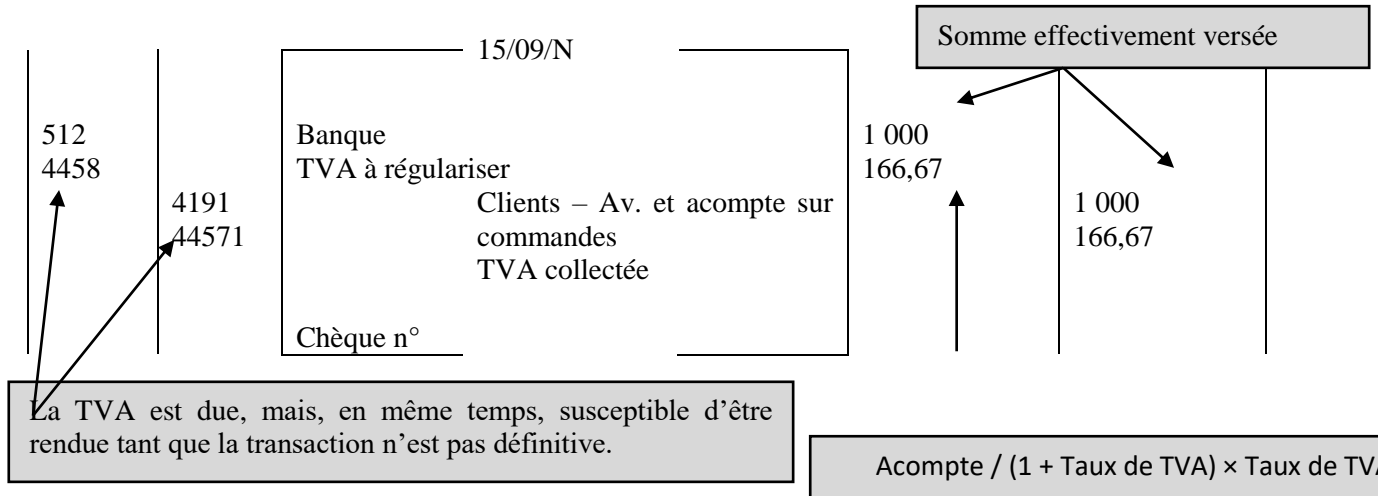 Somme effectivement versée
15/09/N
512 Banque 1 000
4458 TVA à régulariser 166,67
4191 Clients – Av. et acompte sur 1 000
44571 commandes 166,67
TVA collectée
Chèque n°
La TVA est due, mais, en même temps, susceptible d’être
rendue tant que la transaction n’est pas définitive.
Acompte / (1 + Taux de TVA) × Taux de TVA